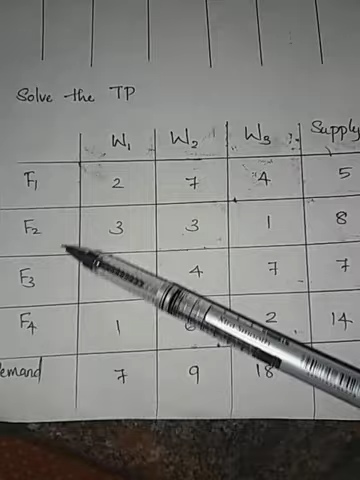 Solve the TP
W1 W2 W3 Supply
F1 2 7 4 5
F2 3 3 1 8
F3 4 7 7
F4 1 2 14
emand 7 9 18